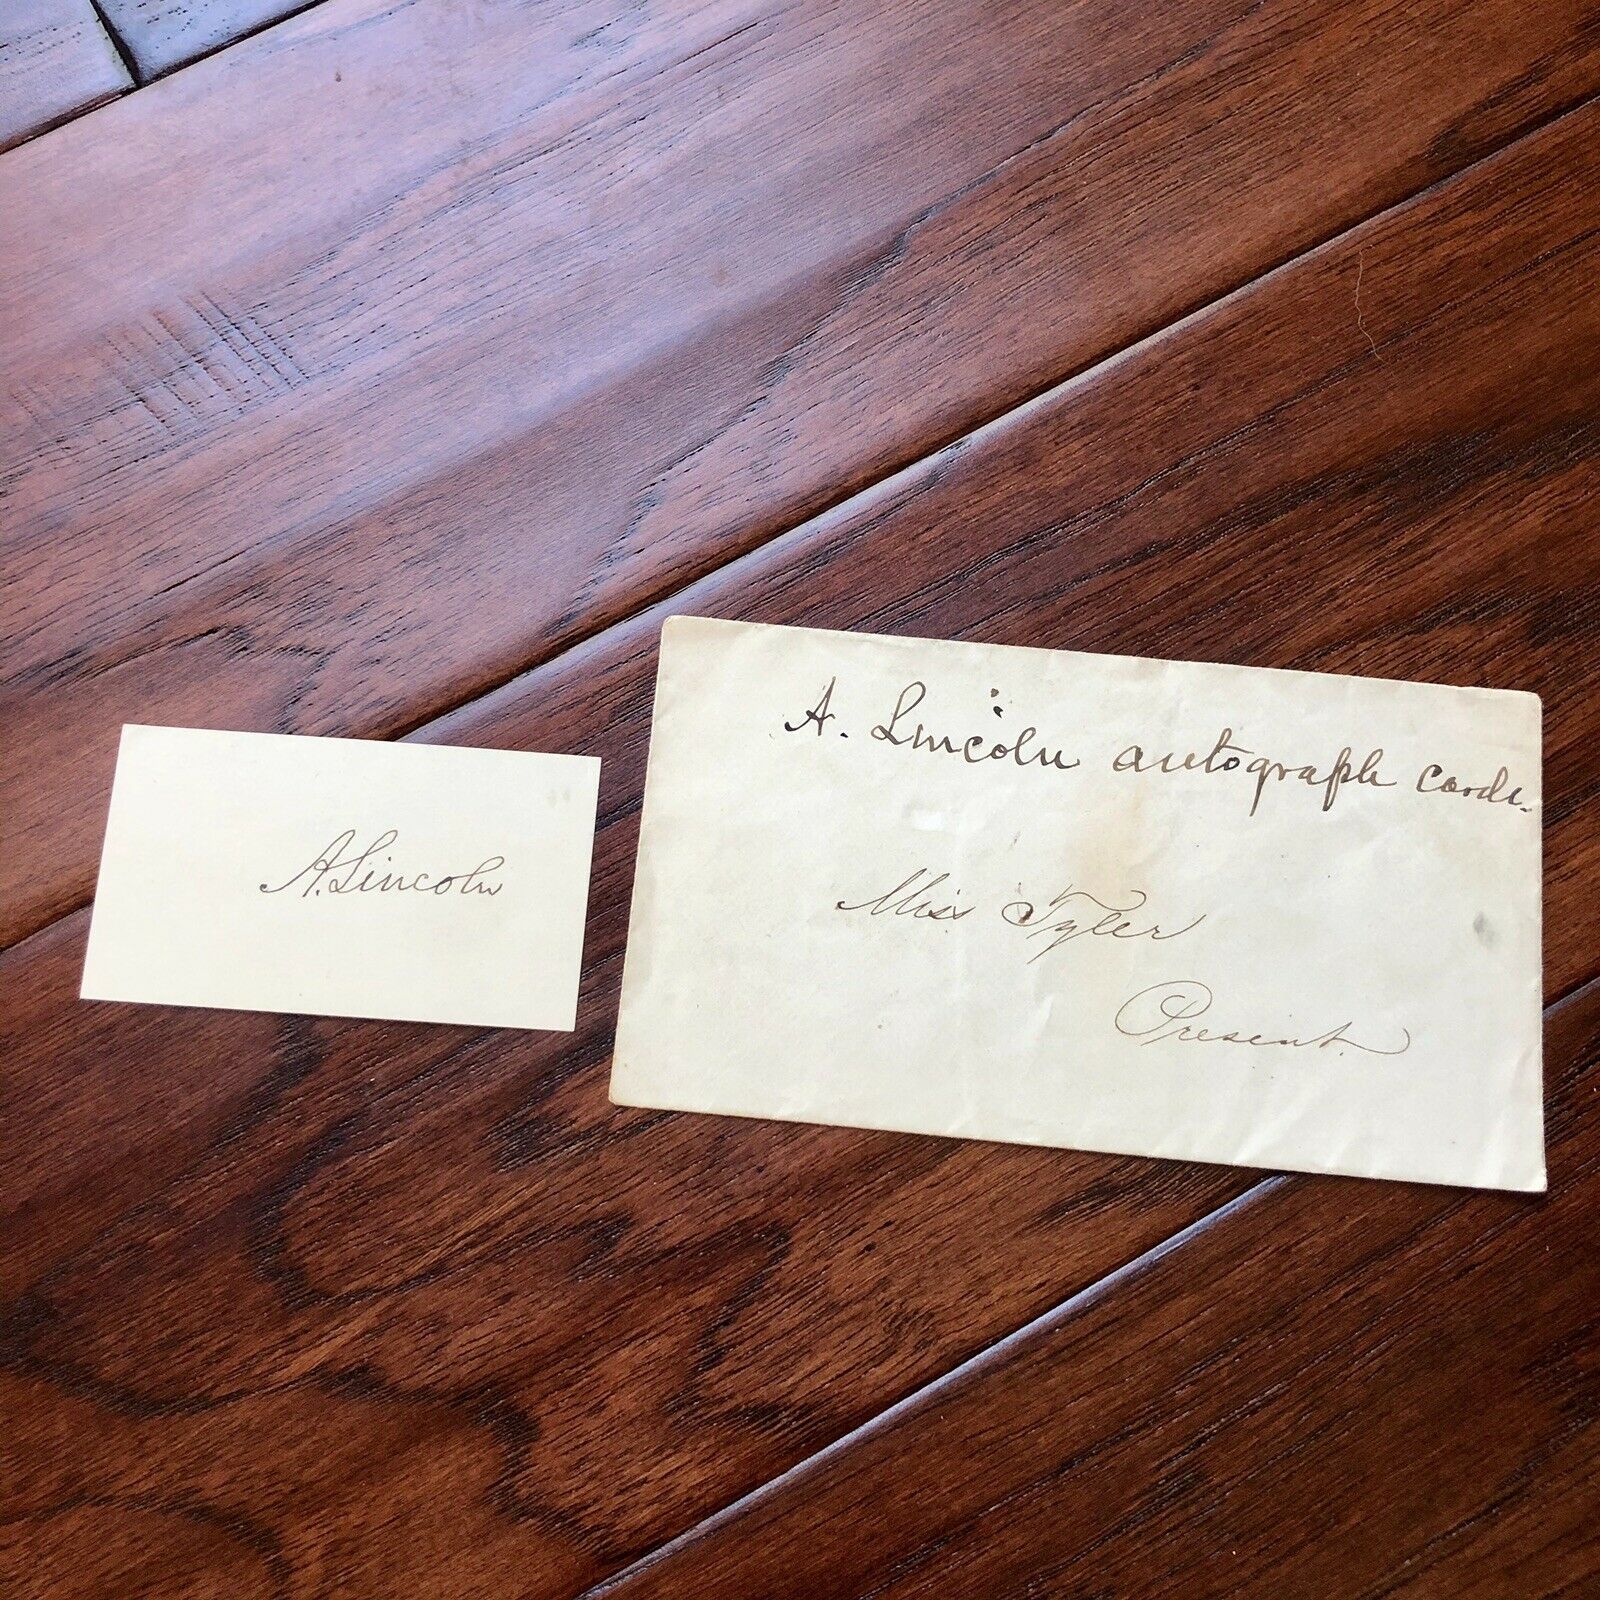 A. Lincoln
A. Lincoln autograph cards.
Miss Tyler
Present.